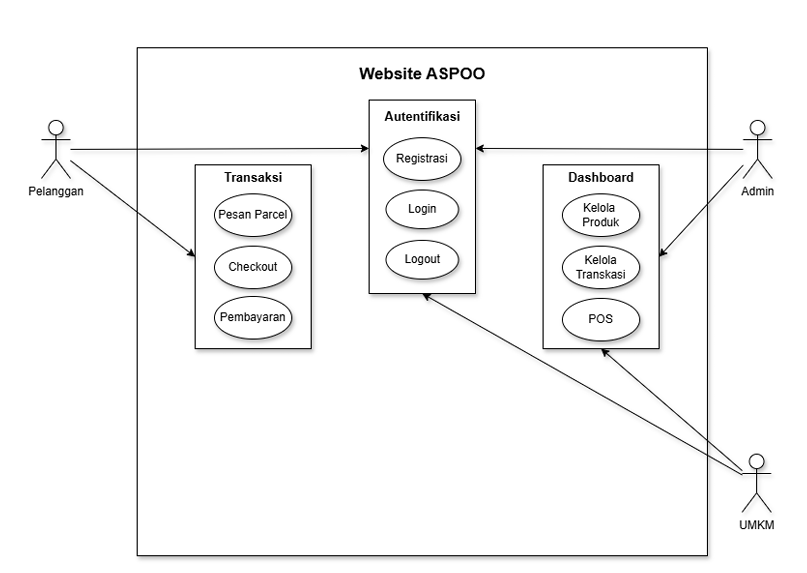 Website ASPOO
Autentifikasi
Registrasi
Login
Logout
Pelanggan
Transaksi
Pesan Parcel
Checkout
Pembayaran
Dashboard
Kelola
Produk
Kelola
Transkasi
POS
Admin
UMKM